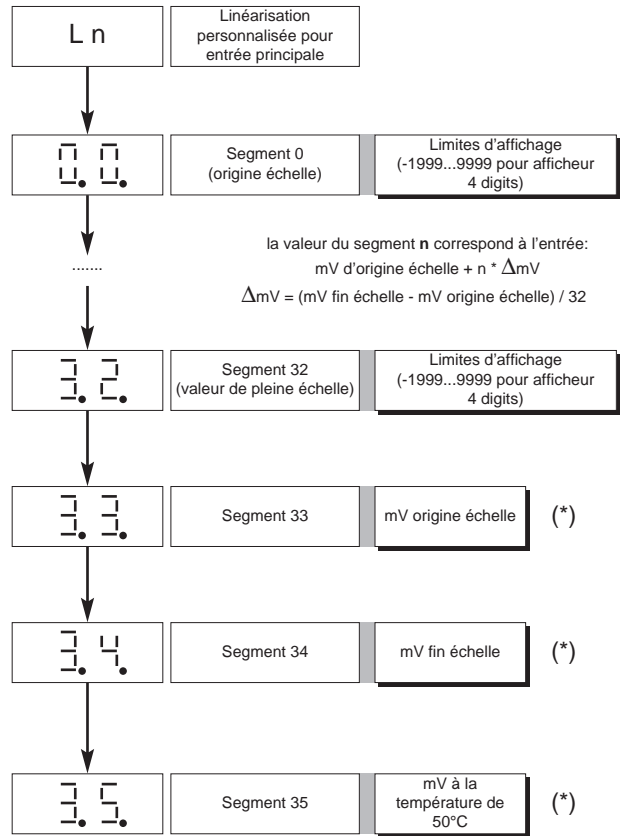 L n
Linéarisation
personnalisée pour
entrée principale
0.0.
Segment 0
(origine échelle)
Limites d'affichage
(-1999...9999 pour afficheur
4 digits)
.......
la valeur du segment n correspond à l'entrée:
mV d'origine échelle + n * ΔmV
ΔmV = (mV fin échelle - mV origine échelle) / 32
3.2.
Segment 32
(valeur de pleine échelle)
Limites d'affichage
(-1999...9999 pour afficheur
4 digits)
3.3.
Segment 33
mV origine échelle
(*)
3.4.
Segment 34
mV fin échelle
(*)
3.5.
Segment 35
mV à la
température de
50°C
(*)